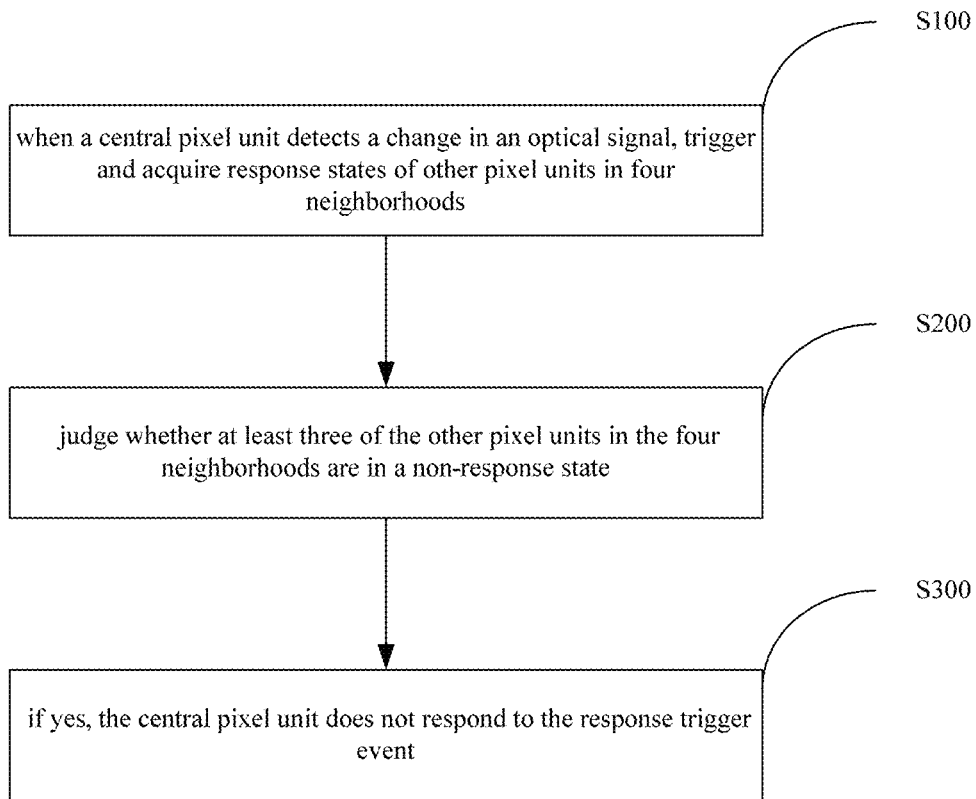 S100
when a central pixel unit detects a change in an optical signal, trigger
and acquire response states of other pixel units in four
neighborhoods
S200
judge whether at least three of the other pixel units in the four
neighborhoods are in a non-response state
S300
if yes, the central pixel unit does not respond to the response trigger
event